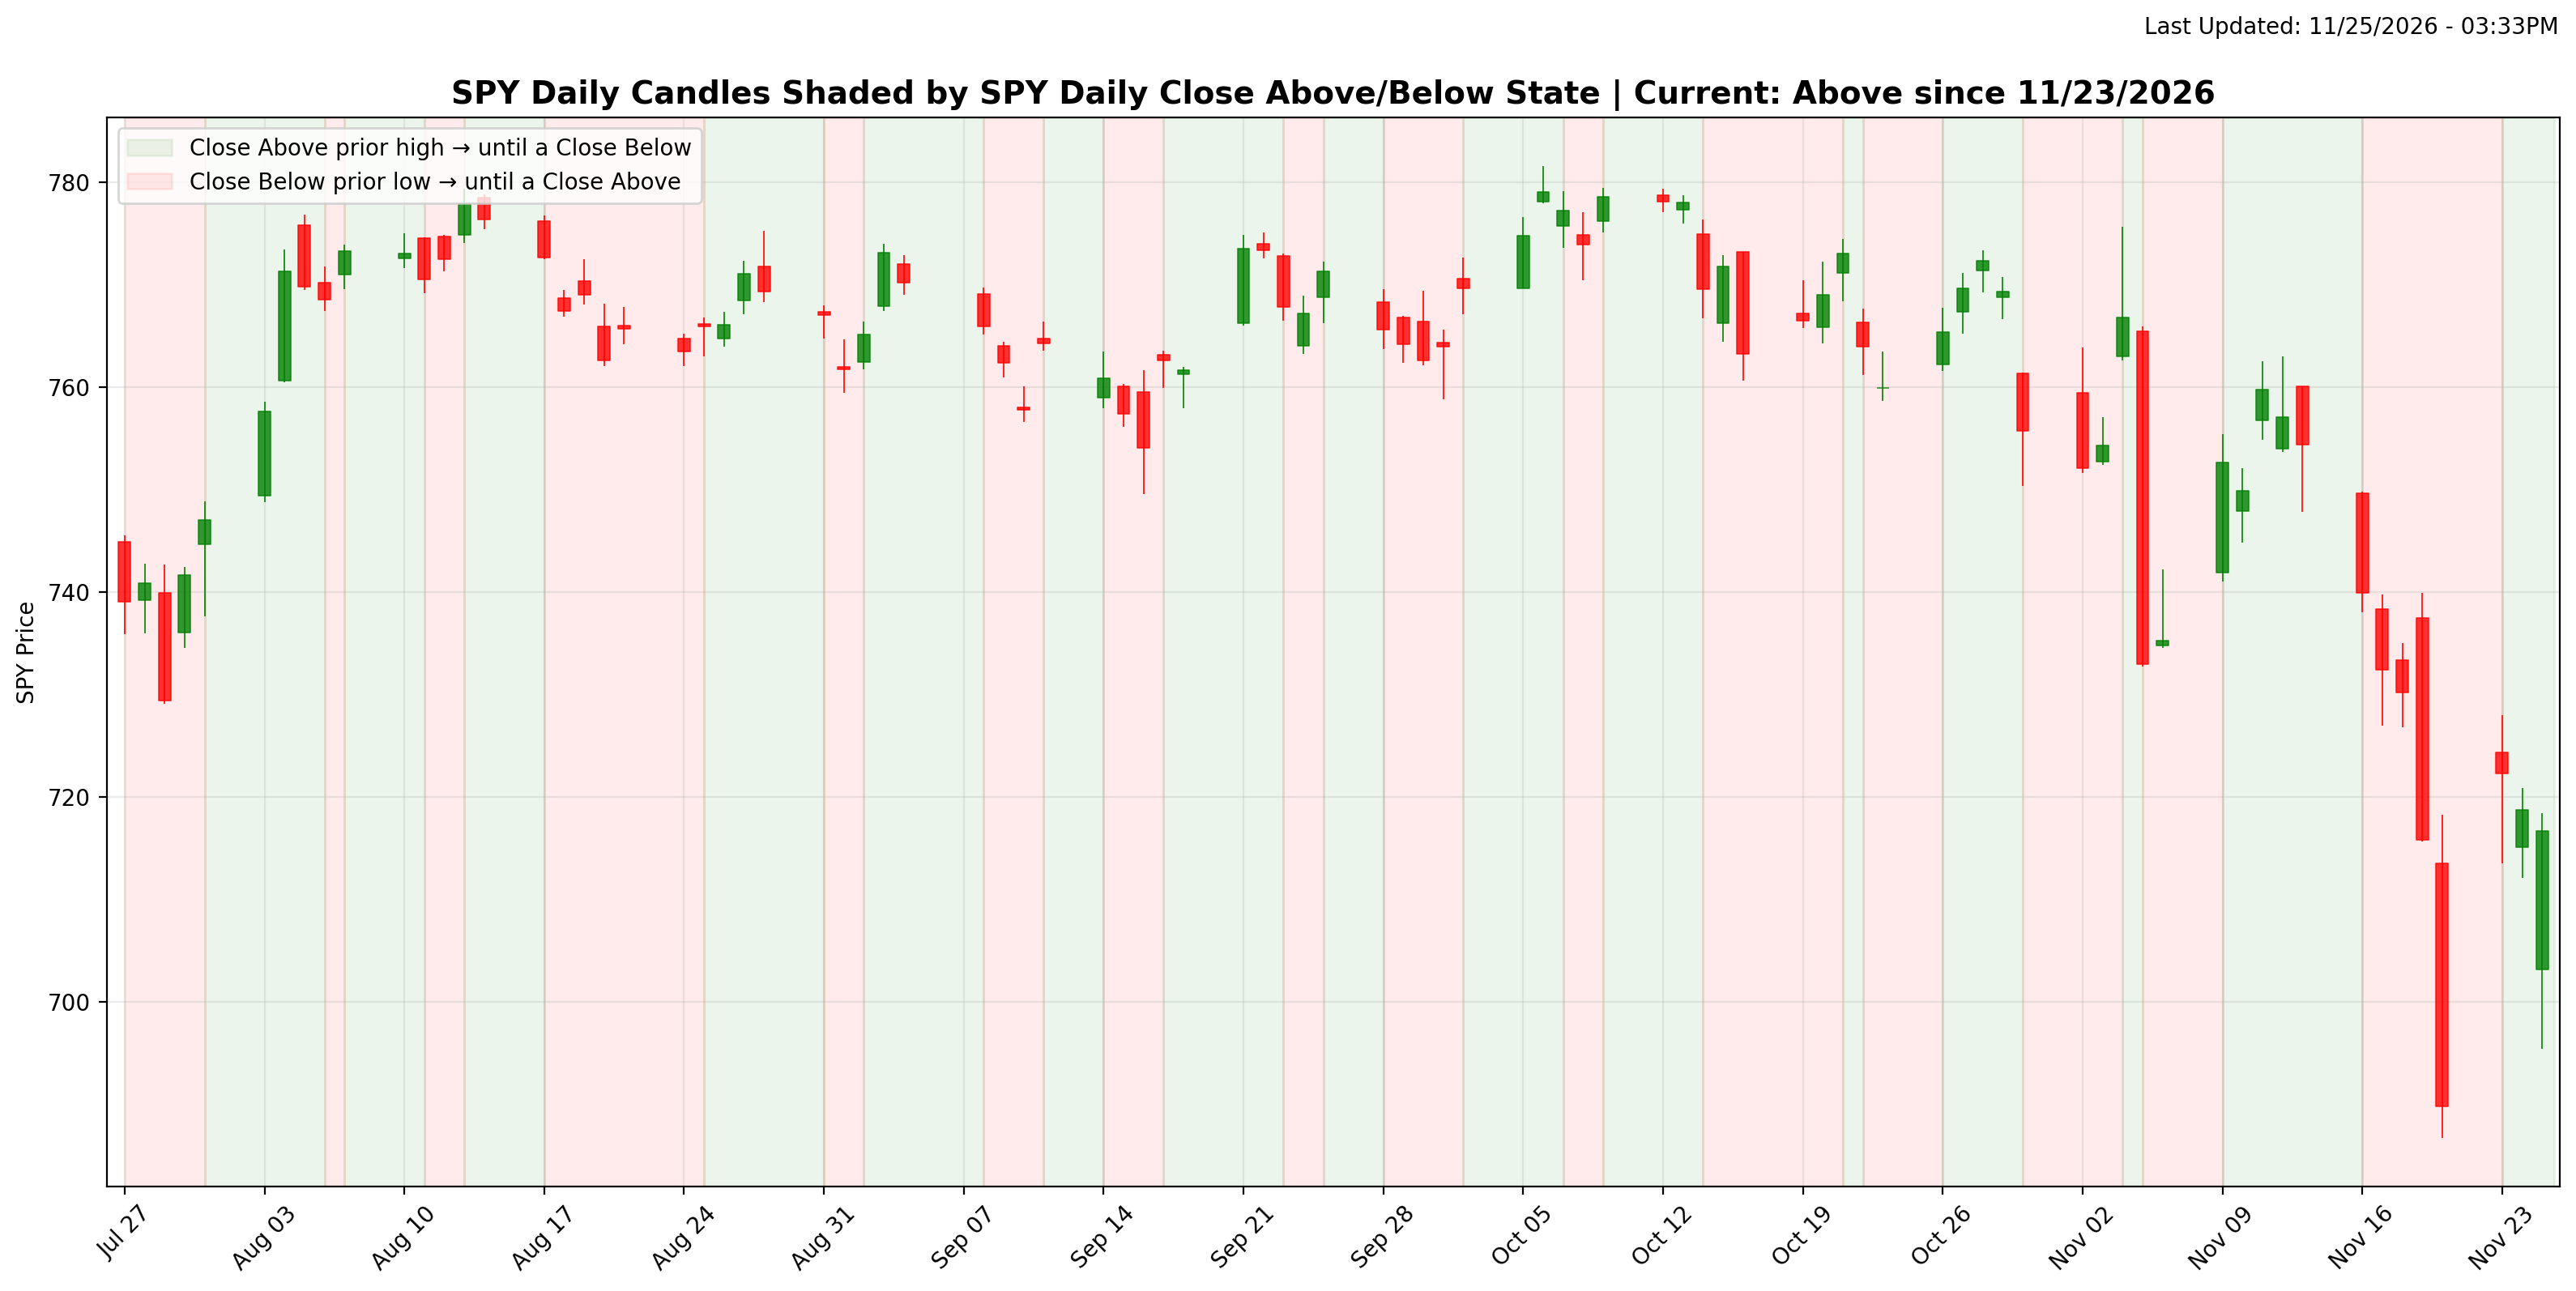 Last Updated: 11/25/2026 - 03:33PM
SPY Daily Candles Shaded by SPY Daily Close Above/Below State | Current: Above since 11/23/2026
Close Above prior high → until a Close Below
Close Below prior low → until a Close Above
780
760
740
720
700
SPY Price
Jul 27
Aug 03
Aug 10
Aug 17
Aug 24
Aug 31
Sep 07
Sep 14
Sep 21
Sep 28
Oct 05
Oct 12
Oct 19
Oct 26
Nov 02
Nov 09
Nov 16
Nov 23